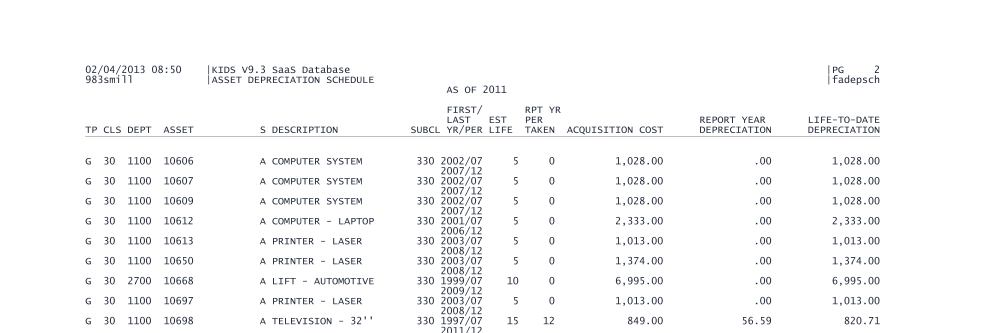 02/04/2013 08:50 |KIDS V9.3 SaaS Database |PG 2
983smill |ASSET DEPRECIATION SCHEDULE |fadepsch
AS OF 2011
FIRST/ RPT YR
LAST EST PER REPORT YEAR LIFE-TO-DATE
TP CLS DEPT ASSET S DESCRIPTION SUBCL YR/PER LIFE TAKEN ACQUISITION COST DEPRECIATION DEPRECIATION
G 30 1100 10606 A COMPUTER SYSTEM 330 2002/07 5 0 1,028.00 .00 1,028.00
2007/12
G 30 1100 10607 A COMPUTER SYSTEM 330 2002/07 5 0 1,028.00 .00 1,028.00
2007/12
G 30 1100 10609 A COMPUTER SYSTEM 330 2002/07 5 0 1,028.00 .00 1,028.00
2007/12
G 30 1100 10612 A COMPUTER - LAPTOP 330 2001/07 5 0 2,333.00 .00 2,333.00
2006/12
G 30 1100 10613 A PRINTER - LASER 330 2003/07 5 0 1,013.00 .00 1,013.00
2008/12
G 30 1100 10650 A PRINTER - LASER 330 2003/07 5 0 1,374.00 .00 1,374.00
2008/12
G 30 2700 10668 A LIFT - AUTOMOTIVE 330 1999/07 10 0 6,995.00 .00 6,995.00
2009/12
G 30 1100 10697 A PRINTER - LASER 330 2003/07 5 0 1,013.00 .00 1,013.00
2008/12
G 30 1100 10698 A TELEVISION - 32'' 330 1997/07 15 12 849.00 56.59 820.71
2011/12